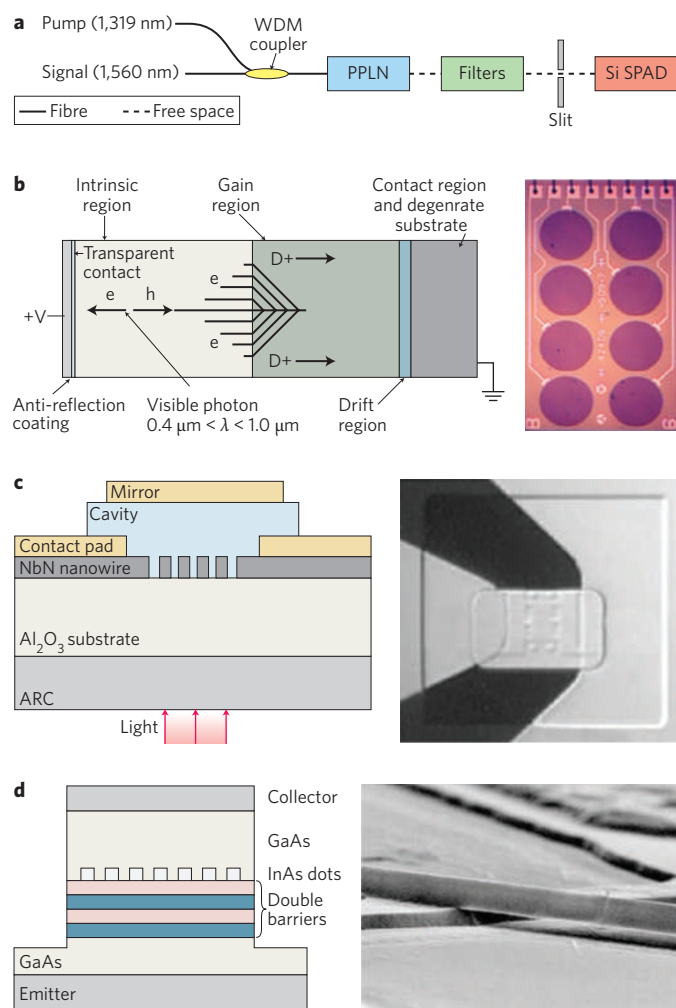 a
Pump (1,319 nm)
WDM
coupler
Signal (1,560 nm)
PPLN
Filters
Si SPAD
Slit
Fibre
Free space
b
Intrinsic
region
Gain
region
Contact region
and degenrate
substrate
Transparent
contact
D+
e
e h
+V
e
D+
Anti-reflection
coating
Visible photon
0.4 μm < λ < 1.0 μm
Drift
region
c
Mirror
Cavity
Contact pad
NbN nanowire
Al₂O₃ substrate
ARC
Light
d
Collector
GaAs
InAs dots
Double
barriers
GaAs
Emitter